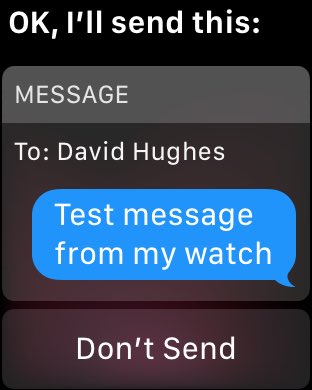 OK, I’ll send this:
MESSAGE
To: David Hughes
Test message
from my watch
Don’t Send